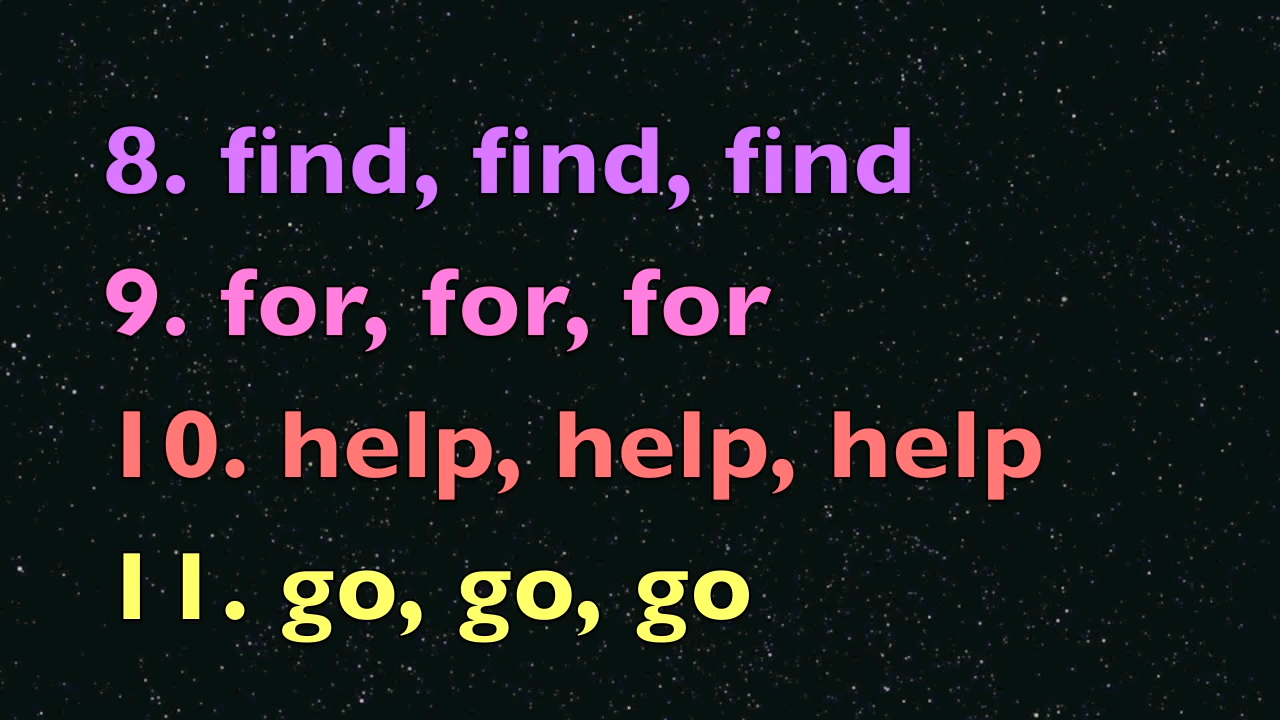 8. find, find, find
9. for, for, for
10. help, help, help
11. go, go, go